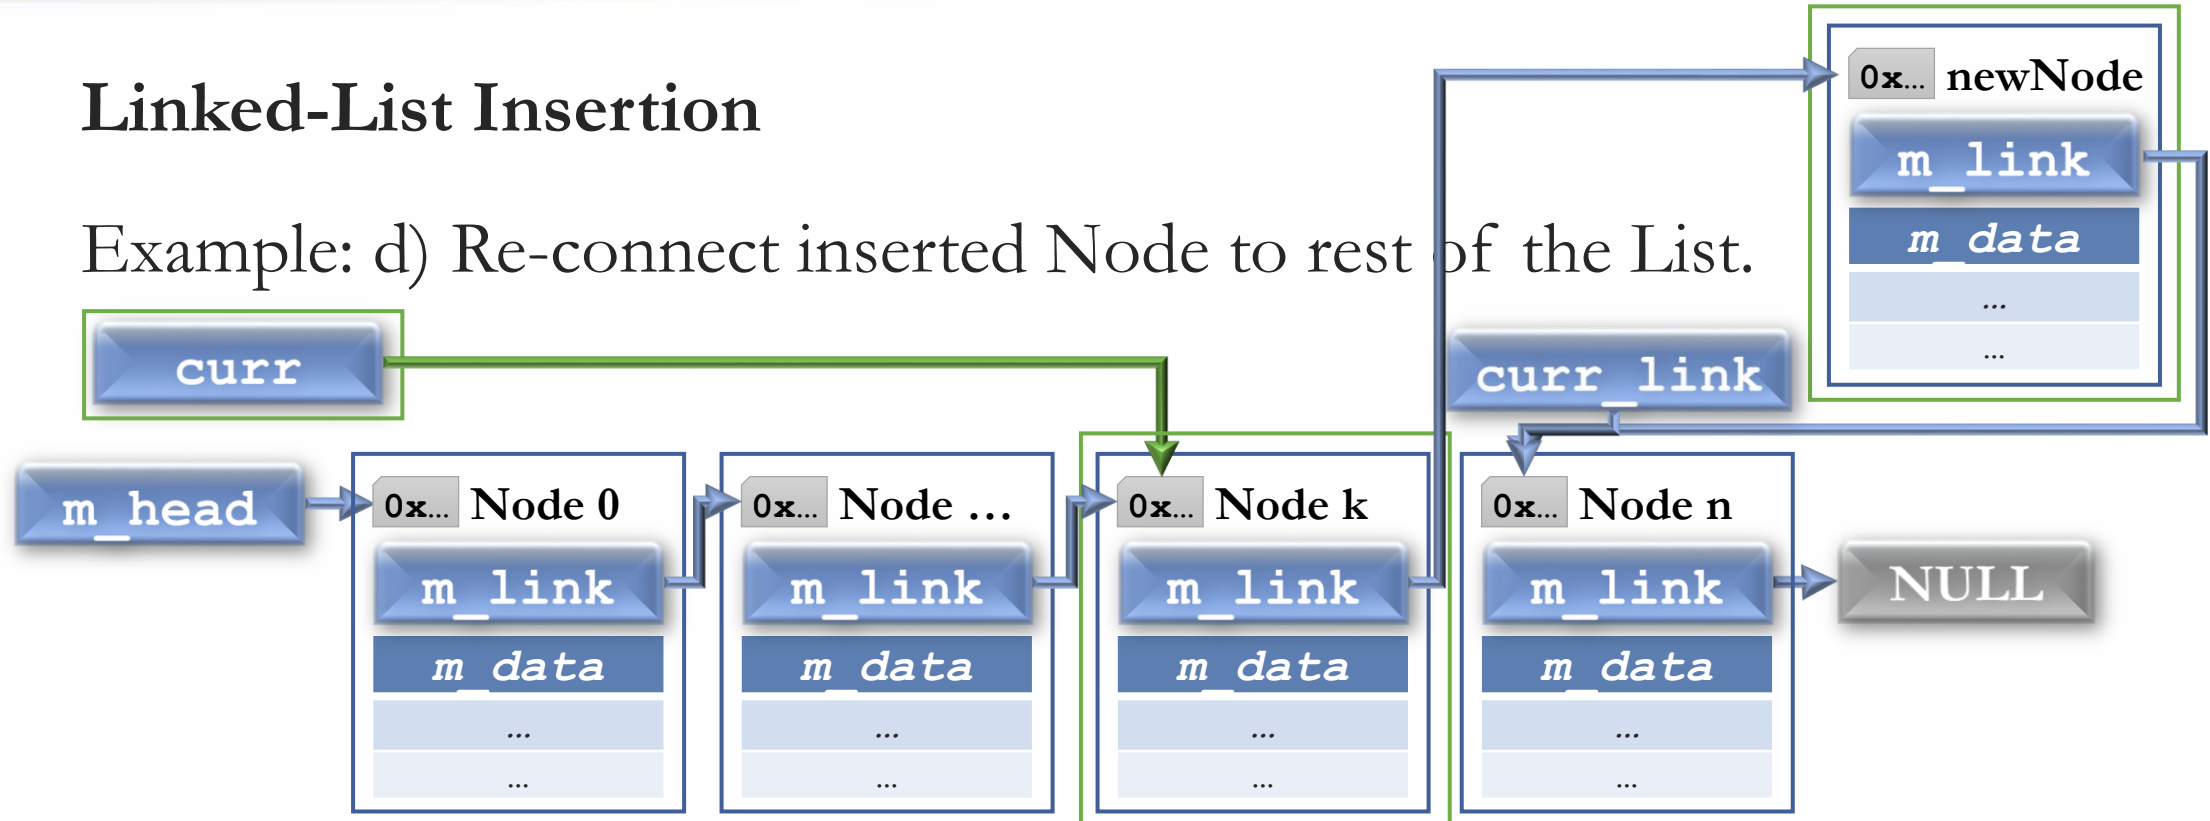 Linked-List Insertion
0x... newNode
m_link
m_data
...
...
Example: d) Re-connect inserted Node to rest of the List.
curr
curr_link
m_head
0x... Node 0
m_link
m_data
...
...
0x... Node …
m_link
m_data
...
...
0x... Node k
m_link
m_data
...
...
0x... Node n
m_link
m_data
...
...
NULL